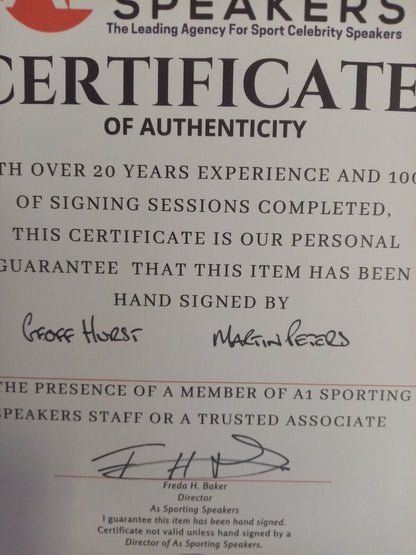 SPEAKERS
The Leading Agency For Sport Celebrity Speakers
CERTIFICATE
OF AUTHENTICITY
TH OVER 20 YEARS EXPERIENCE AND 100
OF SIGNING SESSIONS COMPLETED,
THIS CERTIFICATE IS OUR PERSONAL
GUARANTEE THAT THIS ITEM HAS BEEN
HAND SIGNED BY
GEOFF HURST MARTIN PETERS
THE PRESENCE OF A MEMBER OF A1 SPORTING
SPEAKERS STAFF OR A TRUSTED ASSOCIATE
Freda H. Baker
Director
A1 Sporting Speakers
I guarantee this item has been hand signed.
Certificate not valid unless hand signed by a
Director of A1 Sporting Speakers.